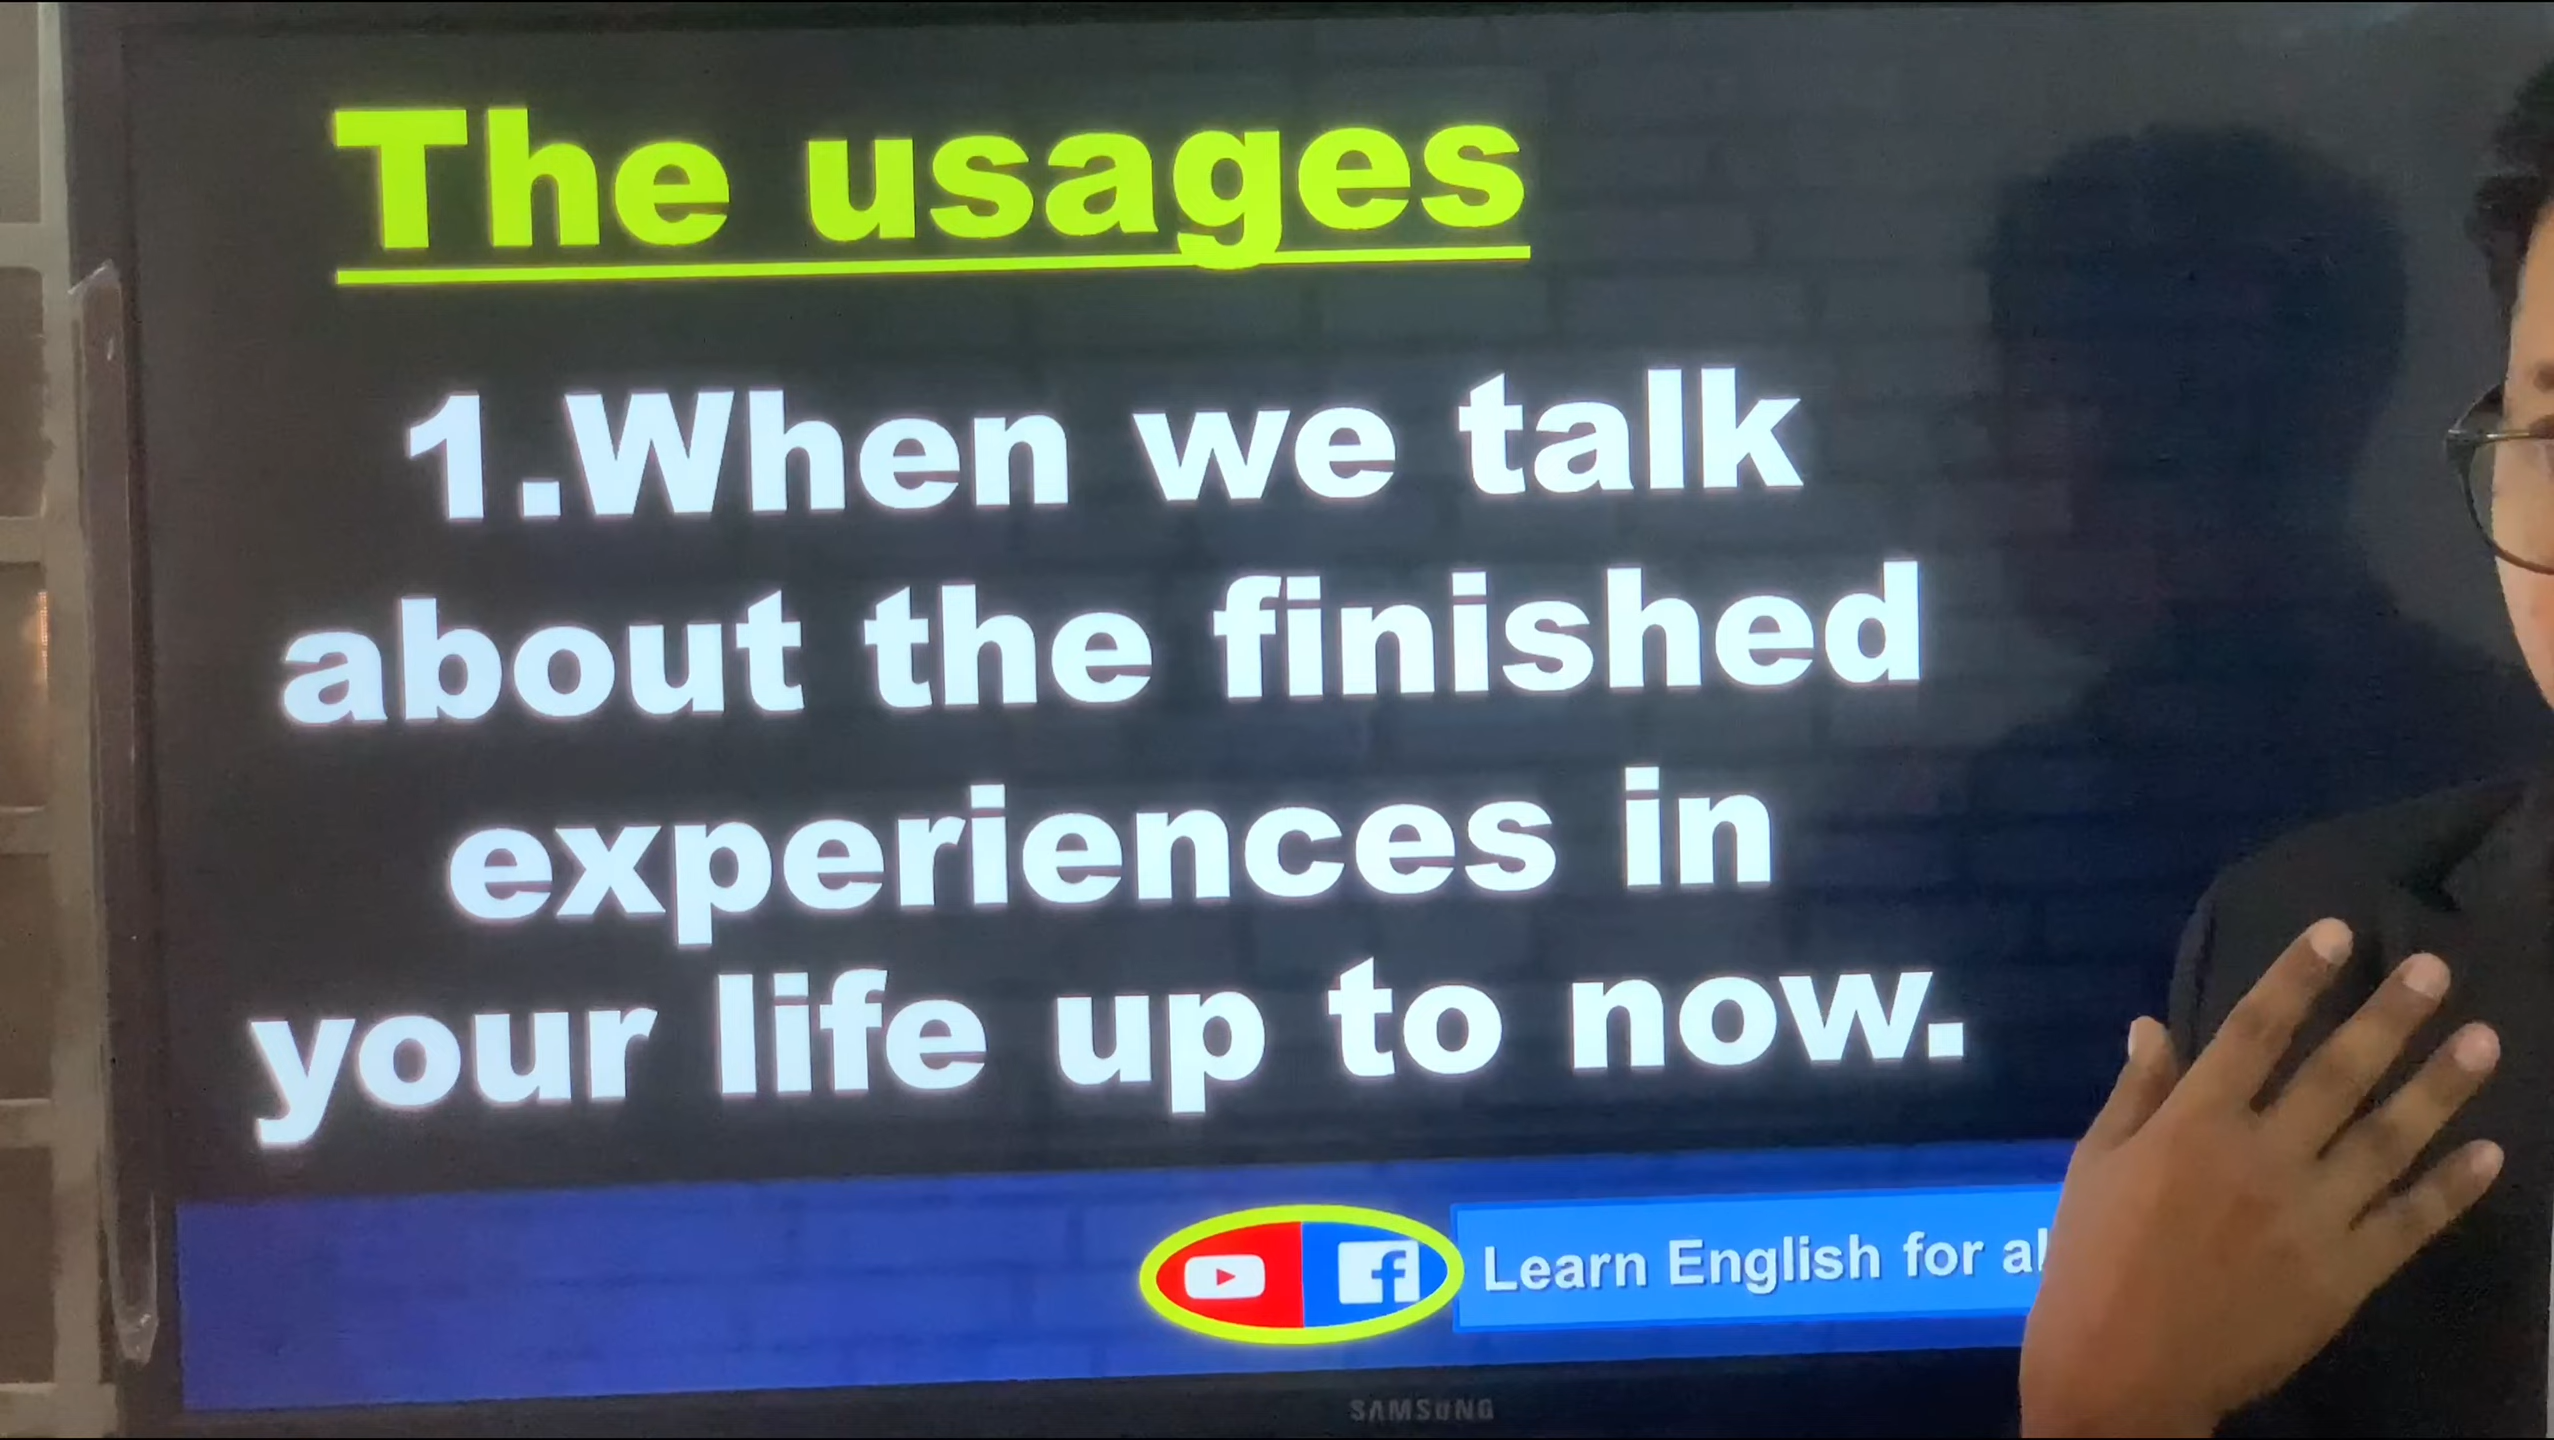 The usages
1.When we talk
about the finished
experiences in
your life up to now.
Learn English for al
SAMSUNG